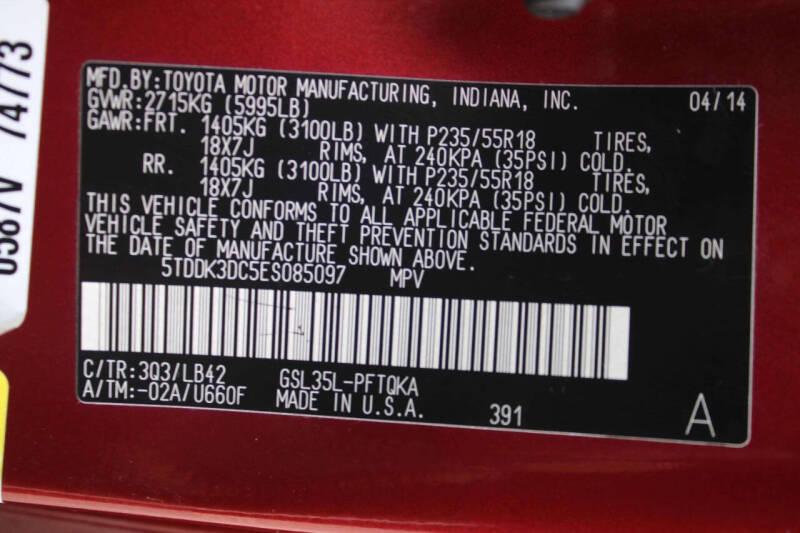 MFD.BY:TOYOTA MOTOR MANUFACTURING, INDIANA, INC. 04/14
GVWR:2715KG (5995LB)
GAWR:FRT. 1405KG (3100LB) WITH P235/55R18 TIRES,
18X7J RIMS, AT 240KPA (35PSI) COLD.
RR. 1405KG (3100LB) WITH P235/55R18 TIRES,
18X7J RIMS, AT 240KPA (35PSI) COLD.
THIS VEHICLE CONFORMS TO ALL APPLICABLE FEDERAL MOTOR
VEHICLE SAFETY AND THEFT PREVENTION STANDARDS IN EFFECT ON
THE DATE OF MANUFACTURE SHOWN ABOVE.
5TDDK3DC5ES085097 MPV
C/TR:3Q3/LB42 GSL35L-PFTQKA
A/TM:-02A/U660F MADE IN U.S.A. 391 A
0587V 74773